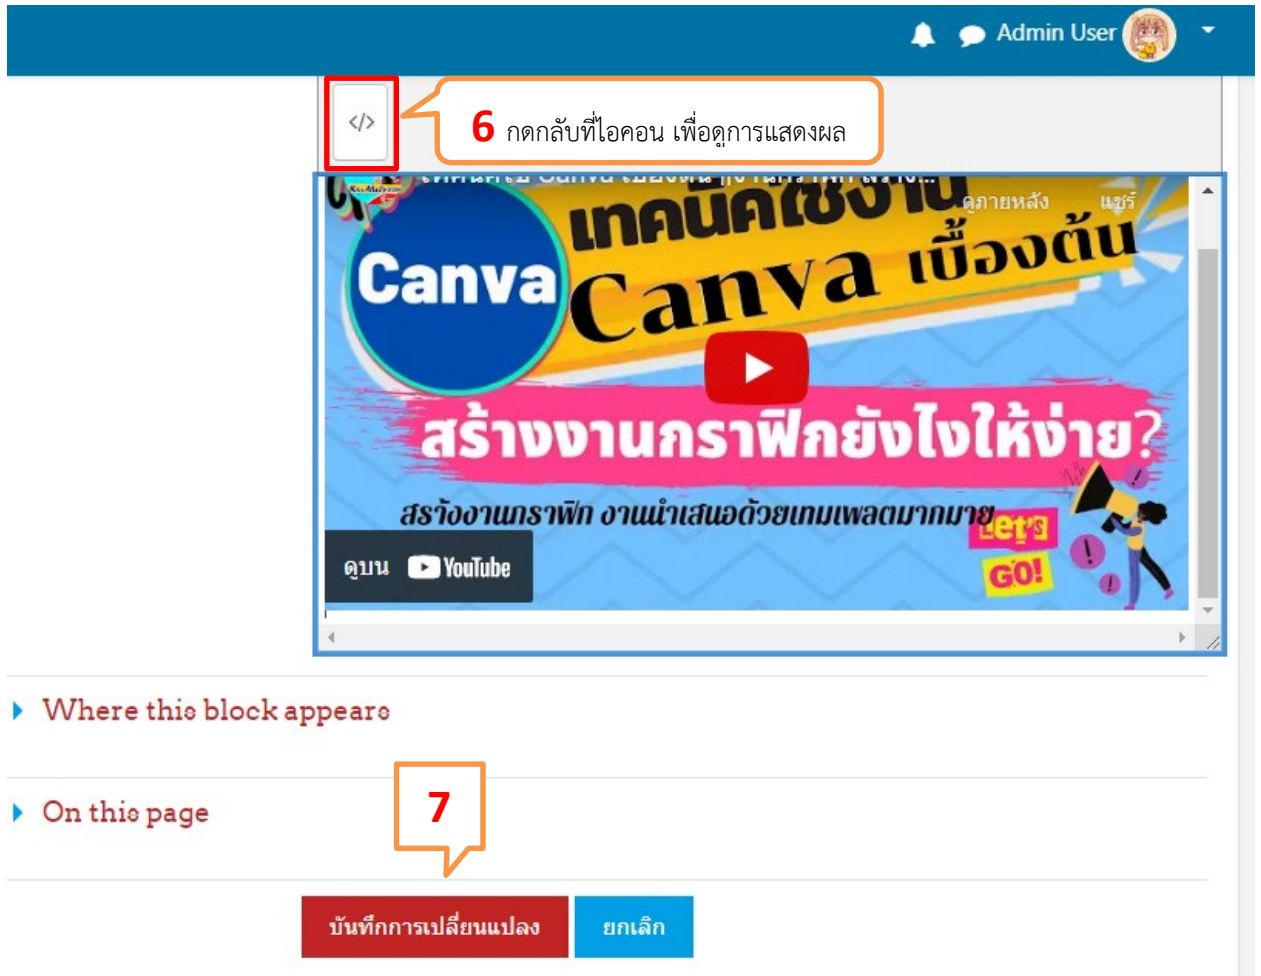 Admin User
</>
6 กดกลับที่ไอคอน เพื่อดูการแสดงผล
ดูภายหลัง แชร์
เทคนิคใช้งาน
Canva
Canva เบื้องต้น
สร้างงานกราฟิกยังไงให้ง่าย?
สร้างงานกราฟิก งานนำเสนอด้วยเทมเพลตมากมาย
Let's
GO!
ดูบน YouTube
Where this block appears
On this page
7
บันทึกการเปลี่ยนแปลง ยกเลิก